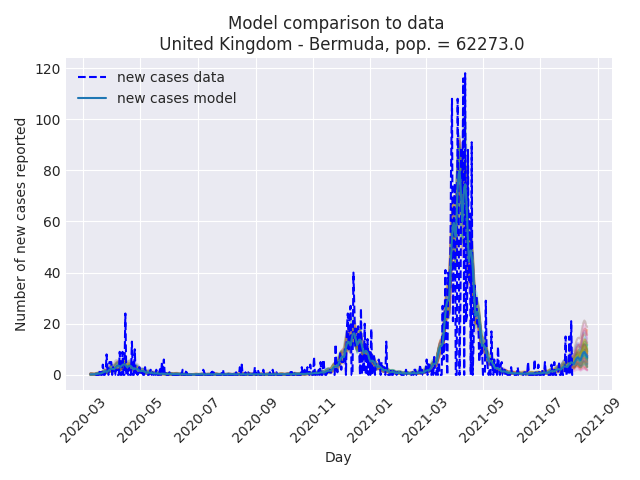 Model comparison to data
United Kingdom - Bermuda, pop. = 62273.0
120
100
80
60
40
20
0
Number of new cases reported
new cases data
new cases model
2020-03
2020-05
2020-07
2020-09
2020-11
2021-01
2021-03
2021-05
2021-07
2021-09
Day